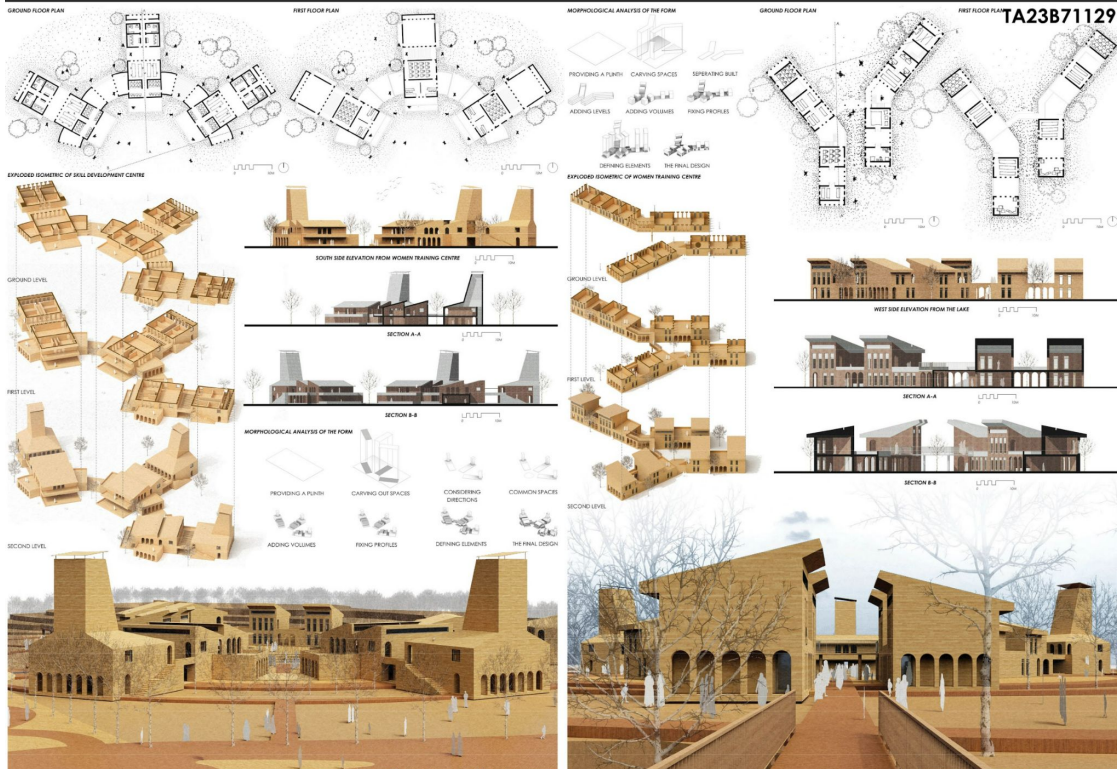 TA23B71129
GROUND FLOOR PLAN
FIRST FLOOR PLAN
EXPLODED ISOMETRIC OF SKILL DEVELOPMENT CENTRE
GROUND LEVEL
FIRST LEVEL
SECOND LEVEL
SOUTH SIDE ELEVATION FROM WOMEN TRAINING CENTRE
SECTION A-A
SECTION B-B
MORPHOLOGICAL ANALYSIS OF THE FORM
PROVIDING A PLINTH
CARVING OUT SPACES
CONSIDERING
DIRECTIONS
COMMON SPACES
ADDING VOLUMES
FIXING PROFILES
DEFINING ELEMENTS
THE FINAL DESIGN
MORPHOLOGICAL ANALYSIS OF THE FORM
PROVIDING A PLINTH
CARVING SPACES
SEPERATING BUILT
ADDING LEVELS
ADDING VOLUMES
FIXING PROFILES
DEFINING ELEMENTS
THE FINAL DESIGN
GROUND FLOOR PLAN
FIRST FLOOR PLAN
EXPLODED ISOMETRIC OF WOMEN TRAINING CENTRE
GROUND LEVEL
FIRST LEVEL
SECOND LEVEL
WEST SIDE ELEVATION FROM THE LAKE
SECTION A-A
SECTION B-B